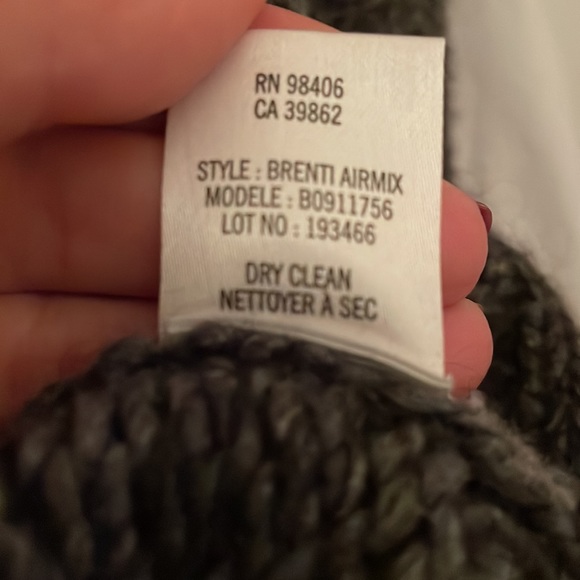 RN 98406
CA 39862
STYLE : BRENTI AIRMIX
MODELE : B0911756
LOT NO : 193466
DRY CLEAN
NETTOYER À SEC